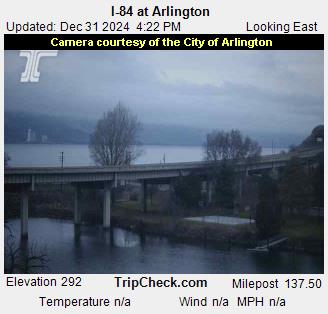 I-84 at Arlington
Updated: Dec 31 2024 4:22 PM Looking East
Camera courtesy of the City of Arlington
Elevation 292 TripCheck.com Milepost 137.50
Temperature n/a Wind n/a MPH n/a